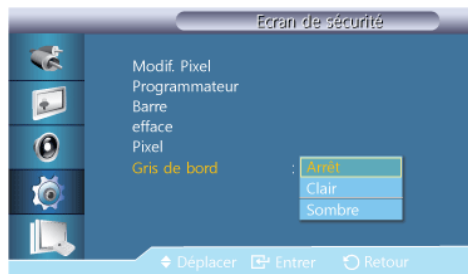 Ecran de sécurité
Modif. Pixel
Programmateur
Barre
efface
Pixel
Gris de bord : Arrêt
Clair
Sombre
Déplacer Entrer Retour